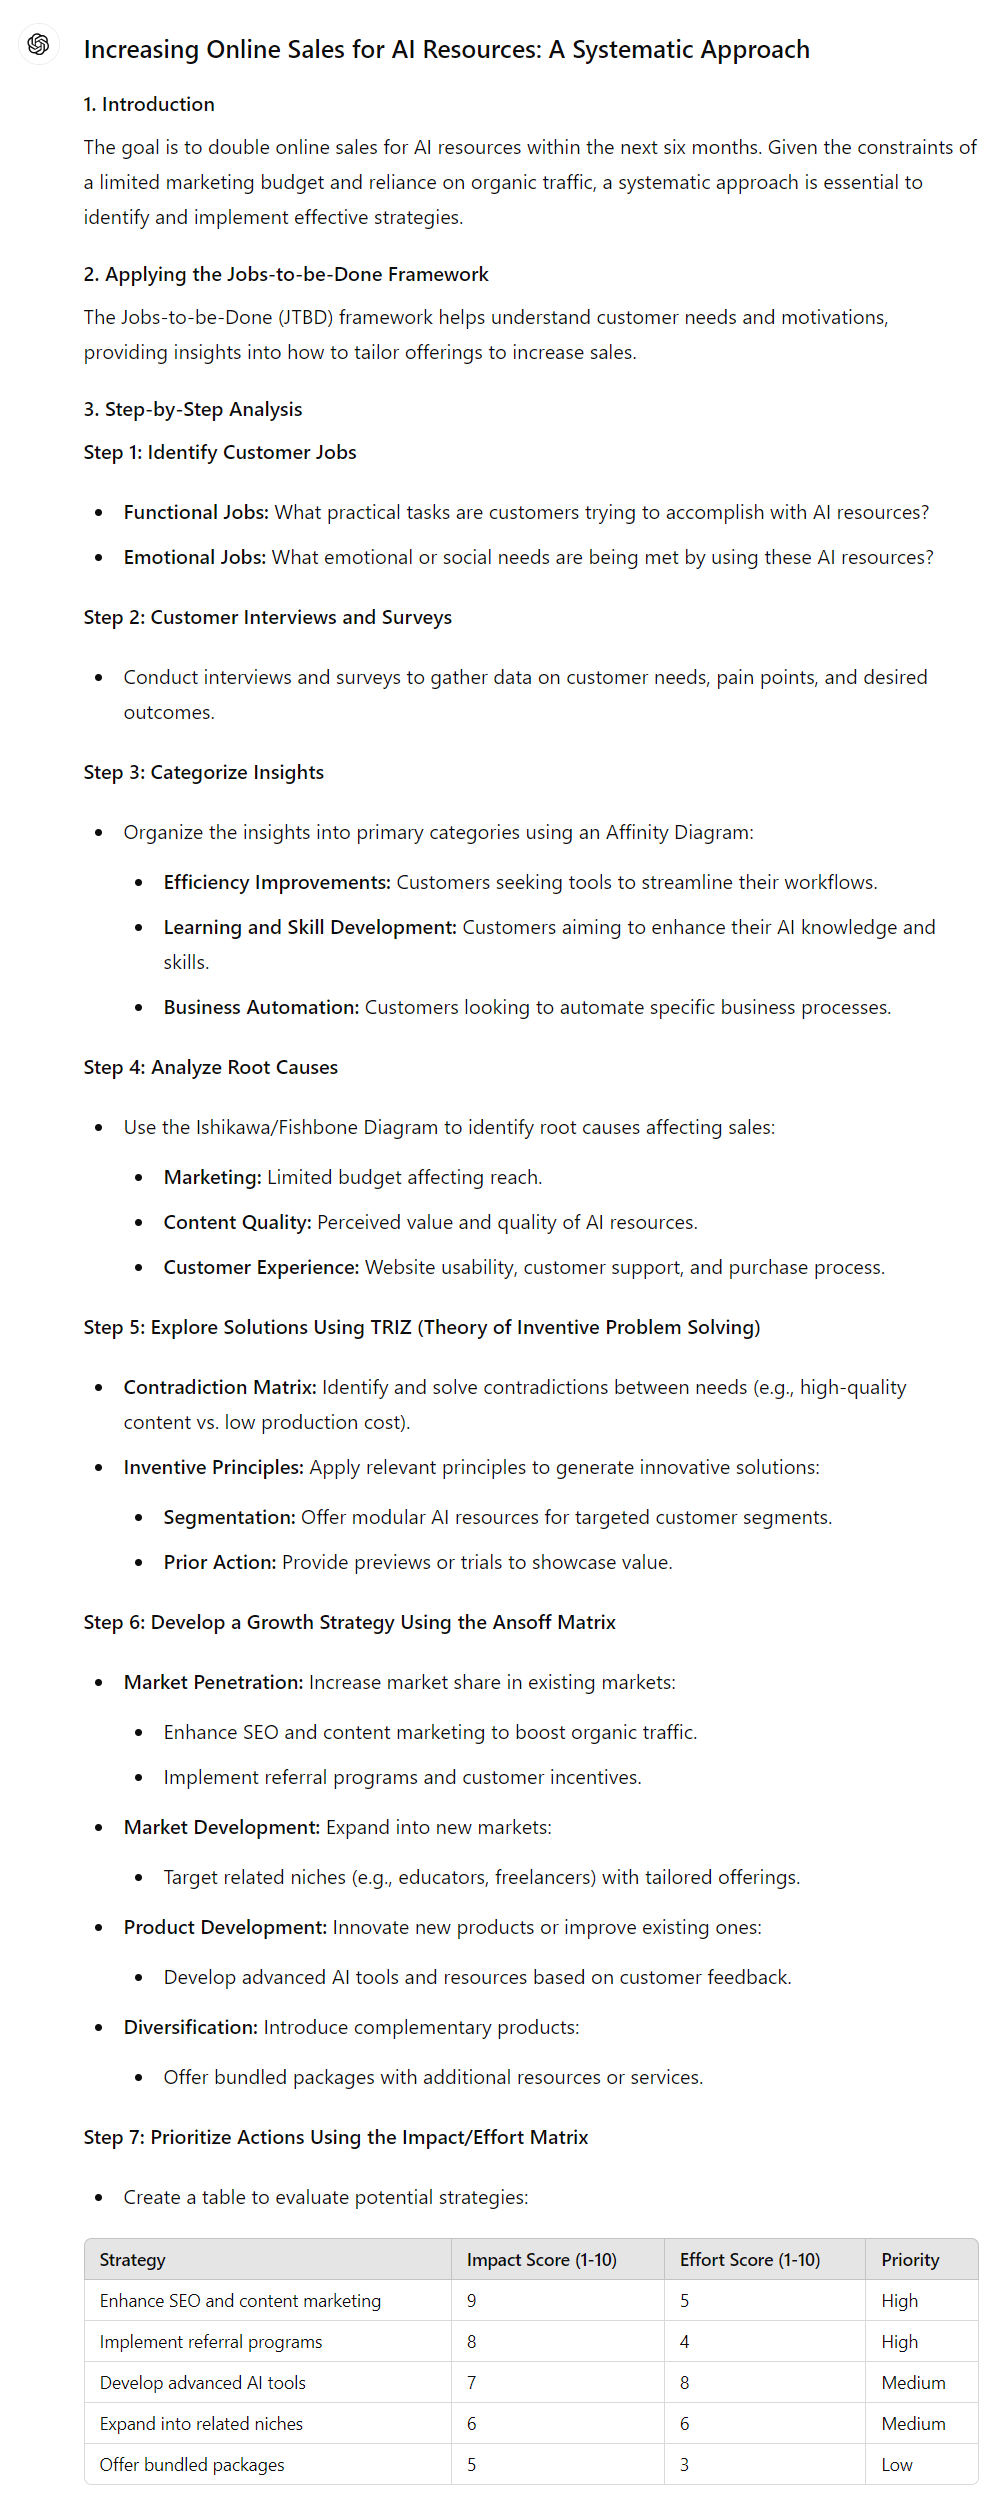 Increasing Online Sales for AI Resources: A Systematic Approach
1. Introduction
The goal is to double online sales for AI resources within the next six months. Given the constraints of
a limited marketing budget and reliance on organic traffic, a systematic approach is essential to
identify and implement effective strategies.
2. Applying the Jobs-to-be-Done Framework
The Jobs-to-be-Done (JTBD) framework helps understand customer needs and motivations,
providing insights into how to tailor offerings to increase sales.
3. Step-by-Step Analysis
Step 1: Identify Customer Jobs
• Functional Jobs: What practical tasks are customers trying to accomplish with AI resources?
• Emotional Jobs: What emotional or social needs are being met by using these AI resources?
Step 2: Customer Interviews and Surveys
• Conduct interviews and surveys to gather data on customer needs, pain points, and desired
outcomes.
Step 3: Categorize Insights
• Organize the insights into primary categories using an Affinity Diagram:
• Efficiency Improvements: Customers seeking tools to streamline their workflows.
• Learning and Skill Development: Customers aiming to enhance their AI knowledge and
skills.
• Business Automation: Customers looking to automate specific business processes.
Step 4: Analyze Root Causes
• Use the Ishikawa/Fishbone Diagram to identify root causes affecting sales:
• Marketing: Limited budget affecting reach.
• Content Quality: Perceived value and quality of AI resources.
• Customer Experience: Website usability, customer support, and purchase process.
Step 5: Explore Solutions Using TRIZ (Theory of Inventive Problem Solving)
• Contradiction Matrix: Identify and solve contradictions between needs (e.g., high-quality
content vs. low production cost).
• Inventive Principles: Apply relevant principles to generate innovative solutions:
• Segmentation: Offer modular AI resources for targeted customer segments.
• Prior Action: Provide previews or trials to showcase value.
Step 6: Develop a Growth Strategy Using the Ansoff Matrix
• Market Penetration: Increase market share in existing markets:
• Enhance SEO and content marketing to boost organic traffic.
• Implement referral programs and customer incentives.
• Market Development: Expand into new markets:
• Target related niches (e.g., educators, freelancers) with tailored offerings.
• Product Development: Innovate new products or improve existing ones:
• Develop advanced AI tools and resources based on customer feedback.
• Diversification: Introduce complementary products:
• Offer bundled packages with additional resources or services.
Step 7: Prioritize Actions Using the Impact/Effort Matrix
• Create a table to evaluate potential strategies:
Strategy Impact Score (1-10) Effort Score (1-10) Priority
Enhance SEO and content marketing 9 5 High
Implement referral programs 8 4 High
Develop advanced AI tools 7 8 Medium
Expand into related niches 6 6 Medium
Offer bundled packages 5 3 Low